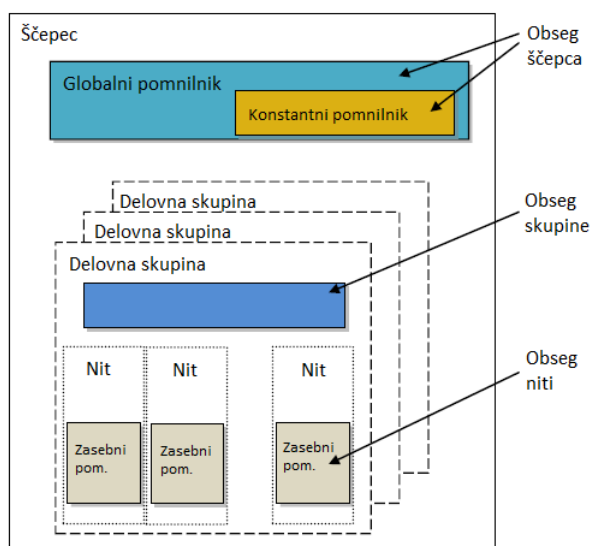 Ščepec
Globalni pomnilnik
Konstantni pomnilnik
Obseg
ščepca
Delovna skupina
Delovna skupina
Delovna skupina
Obseg
skupine
Nit
Nit
Nit
Zasebni
pom.
Zasebni
pom.
Zasebni
pom.
Obseg
niti